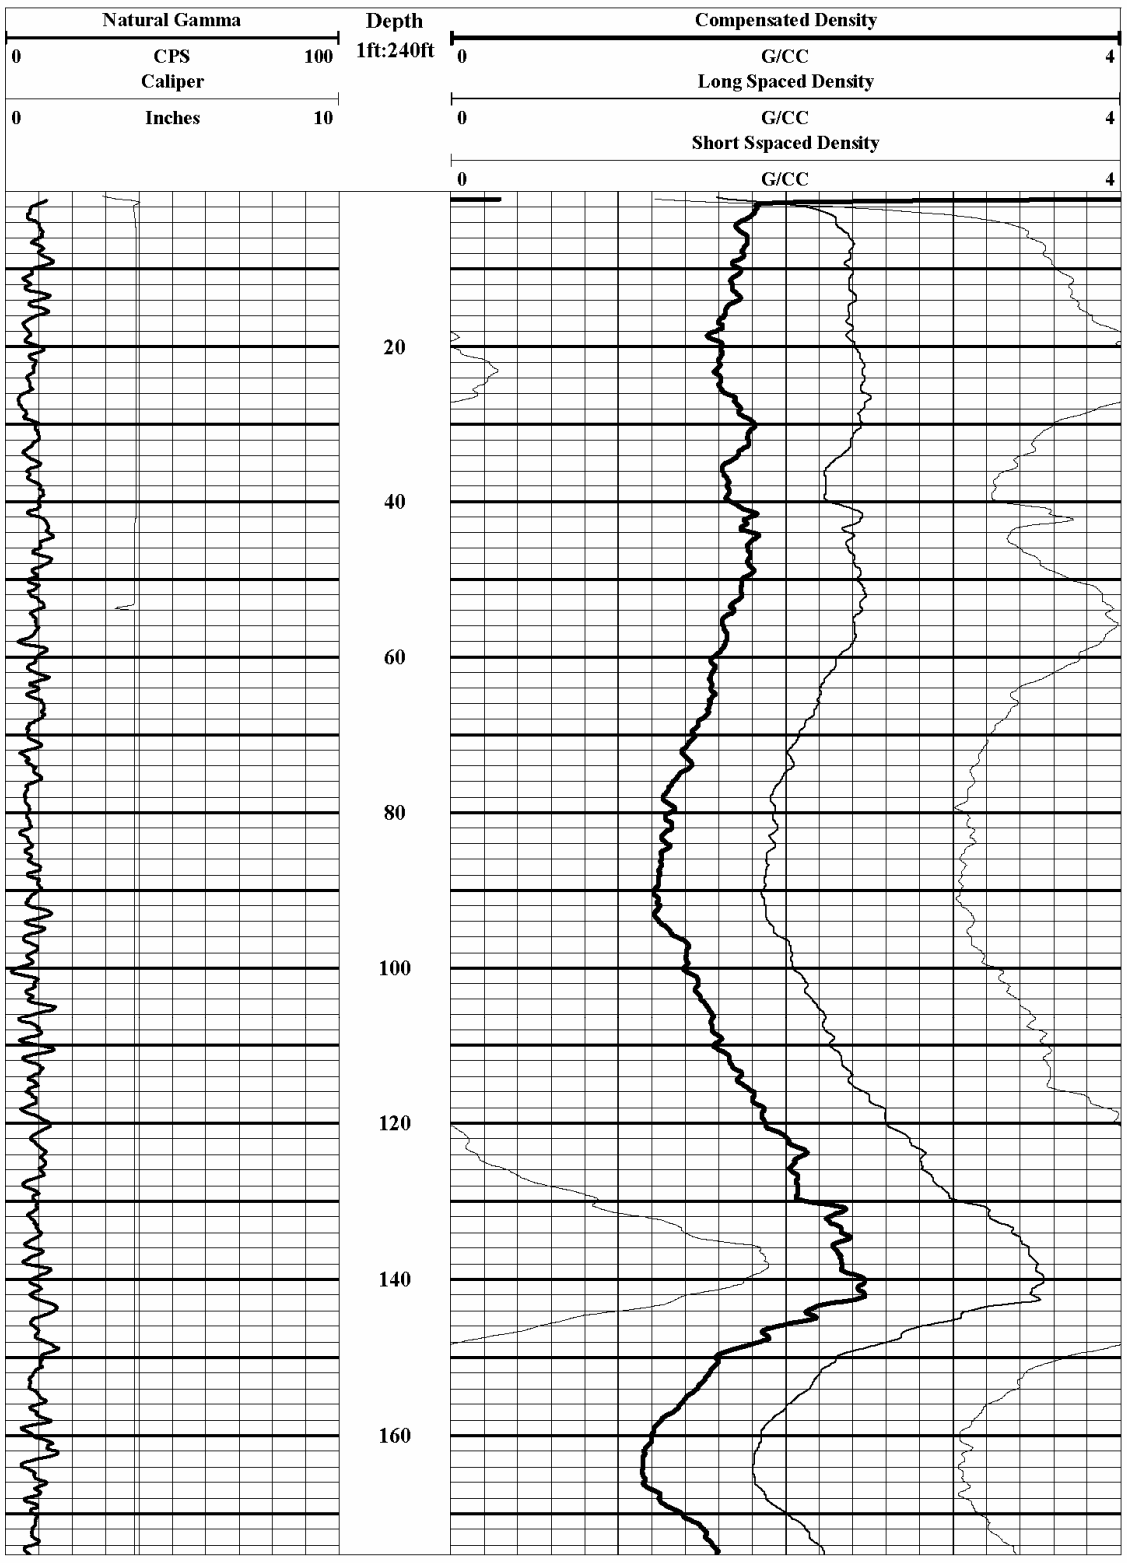 Natural Gamma Depth Compensated Density
1ft:240ft
0 CPS 100 0 G/CC 4
Caliper Long Spaced Density
0 Inches 10 0 G/CC 4
Short Sspaced Density
0 G/CC 4
20
40
60
80
100
120
140
160